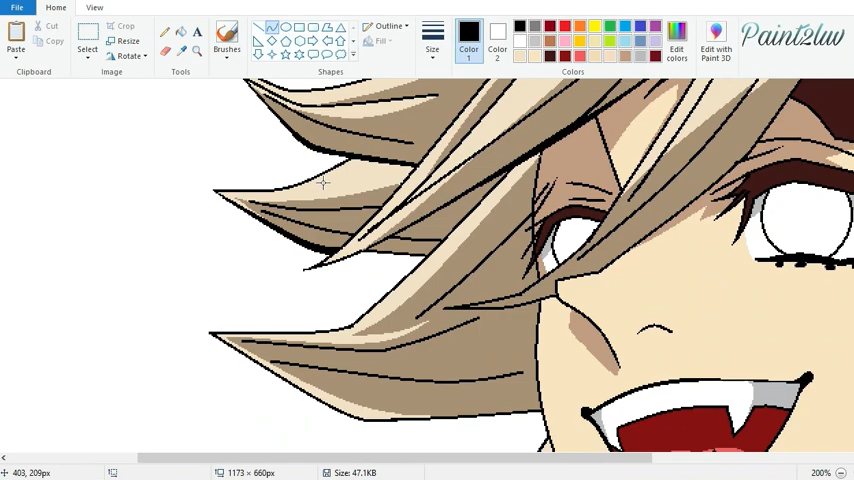 File
Home
View
Paste
Cut
Copy
Clipboard
Select
Crop
Resize
Rotate
Image
A
Tools
Brushes
Outline
Fill
Shapes
Size
Color
1
Color
2
Edit
colors
Edit with
Paint 3D
Colors
Paint2luv
403, 209px
1173 × 660px
Size: 47.1KB
200%